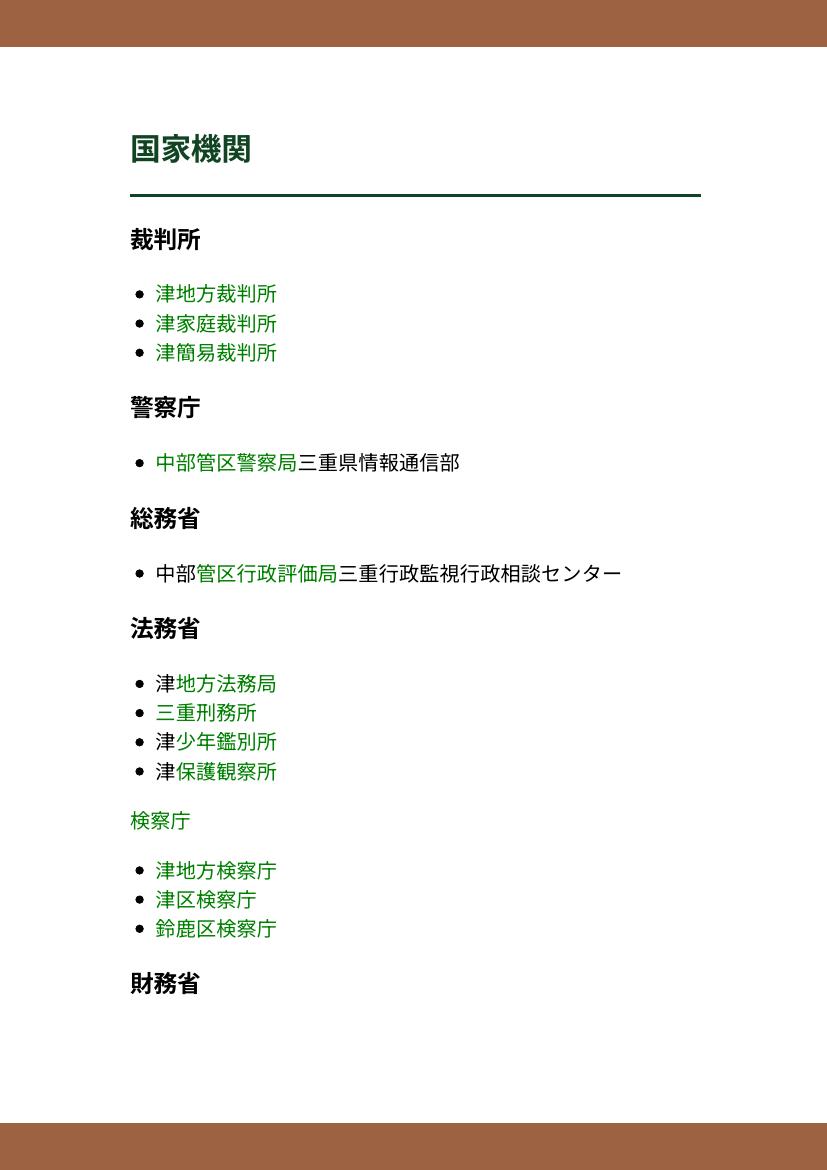 国家機関
裁判所
津地方裁判所
津家庭裁判所
津簡易裁判所
警察庁
中部管区警察局三重県情報通信部
総務省
中部管区行政評価局三重行政監視行政相談センター
法務省
津地方法務局
三重刑務所
津少年鑑別所
津保護観察所
検察庁
津地方検察庁
津区検察庁
鈴鹿区検察庁
財務省